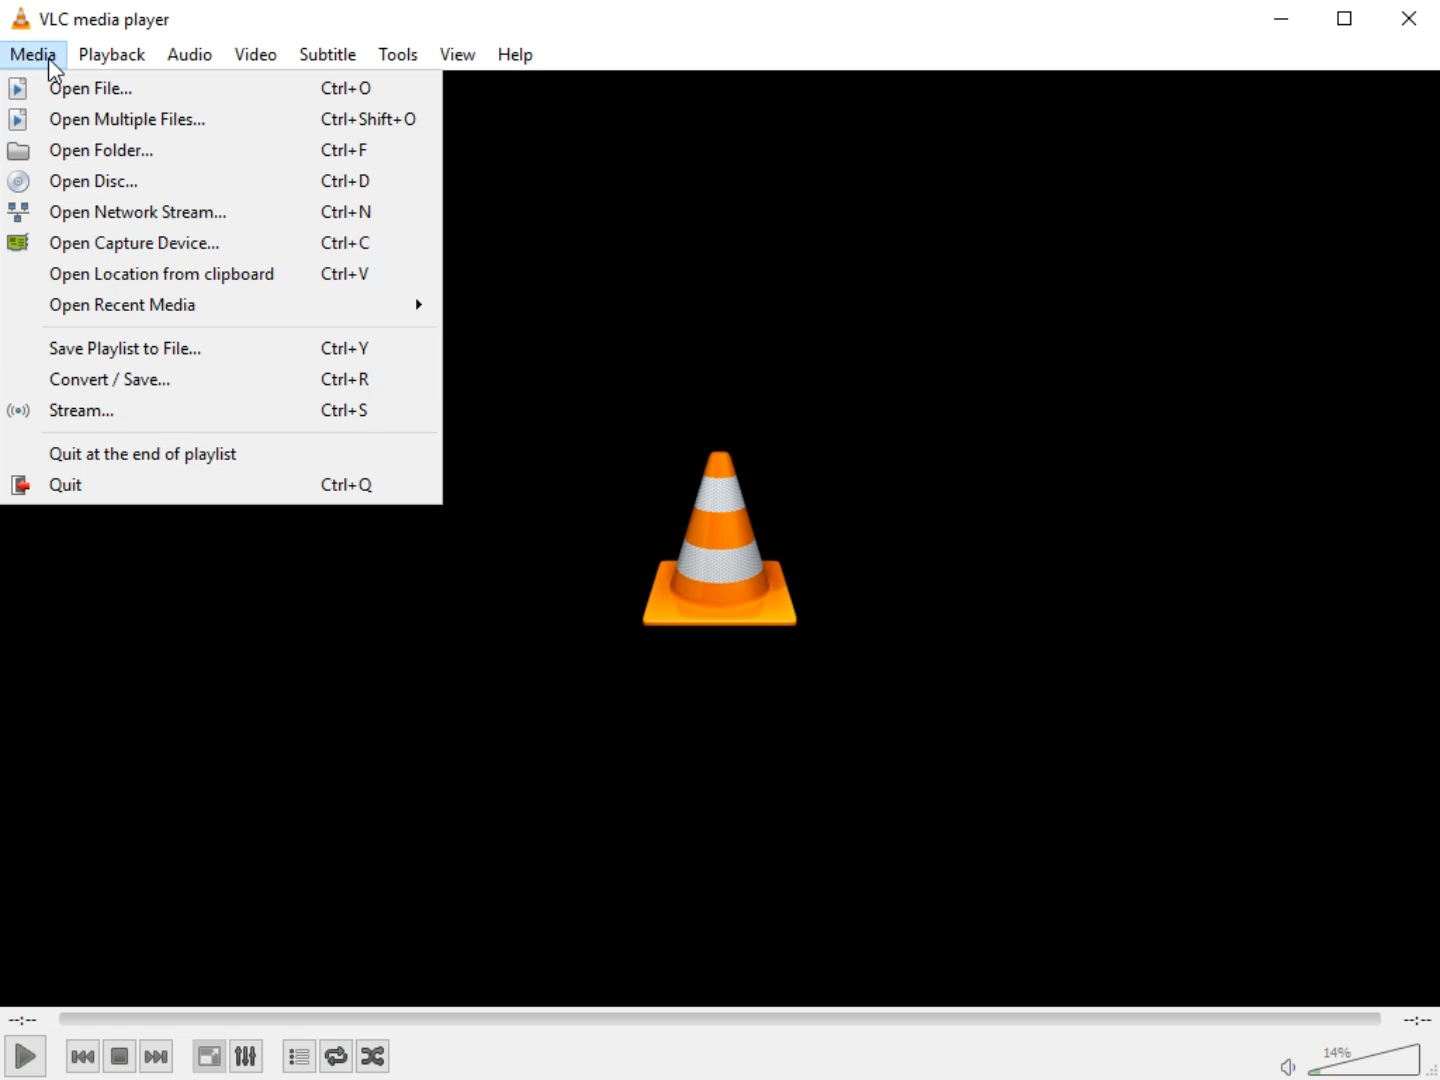 VLC media player
Media Playback Audio Video Subtitle Tools View Help
Open File... Ctrl+O
Open Multiple Files... Ctrl+Shift+O
Open Folder... Ctrl+F
Open Disc... Ctrl+D
Open Network Stream... Ctrl+N
Open Capture Device... Ctrl+C
Open Location from clipboard Ctrl+V
Open Recent Media
Save Playlist to File... Ctrl+Y
Convert / Save... Ctrl+R
Stream... Ctrl+S
Quit at the end of playlist
Quit Ctrl+Q
--:-- --:--
14%